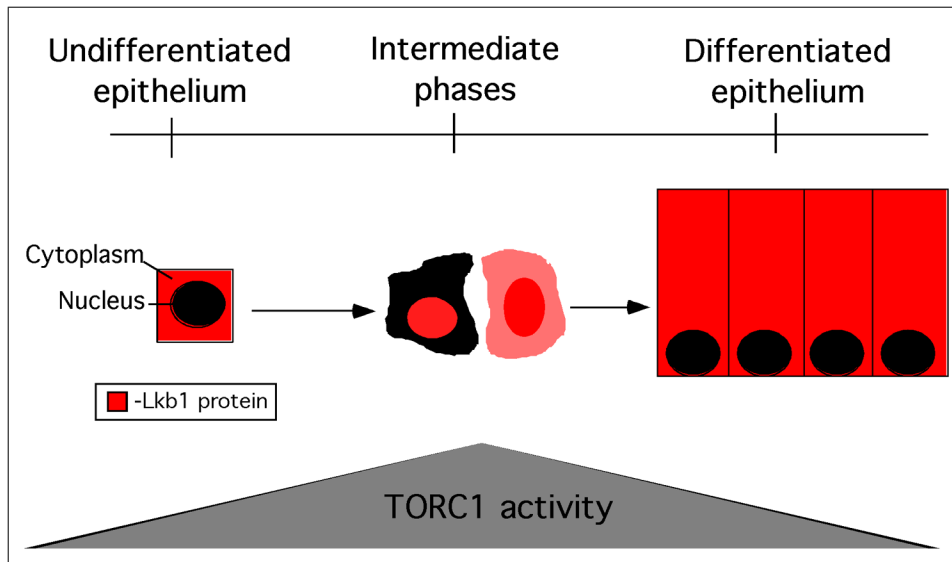 Undifferentiated
epithelium
Intermediate
phases
Differentiated
epithelium
Cytoplasm
Nucleus
-Lkb1 protein
TORC1 activity